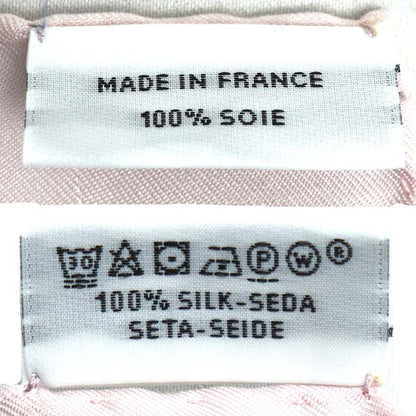 MADE IN FRANCE
100% SOIE
30 P W ®
100% SILK-SEDA
SETA-SEIDE